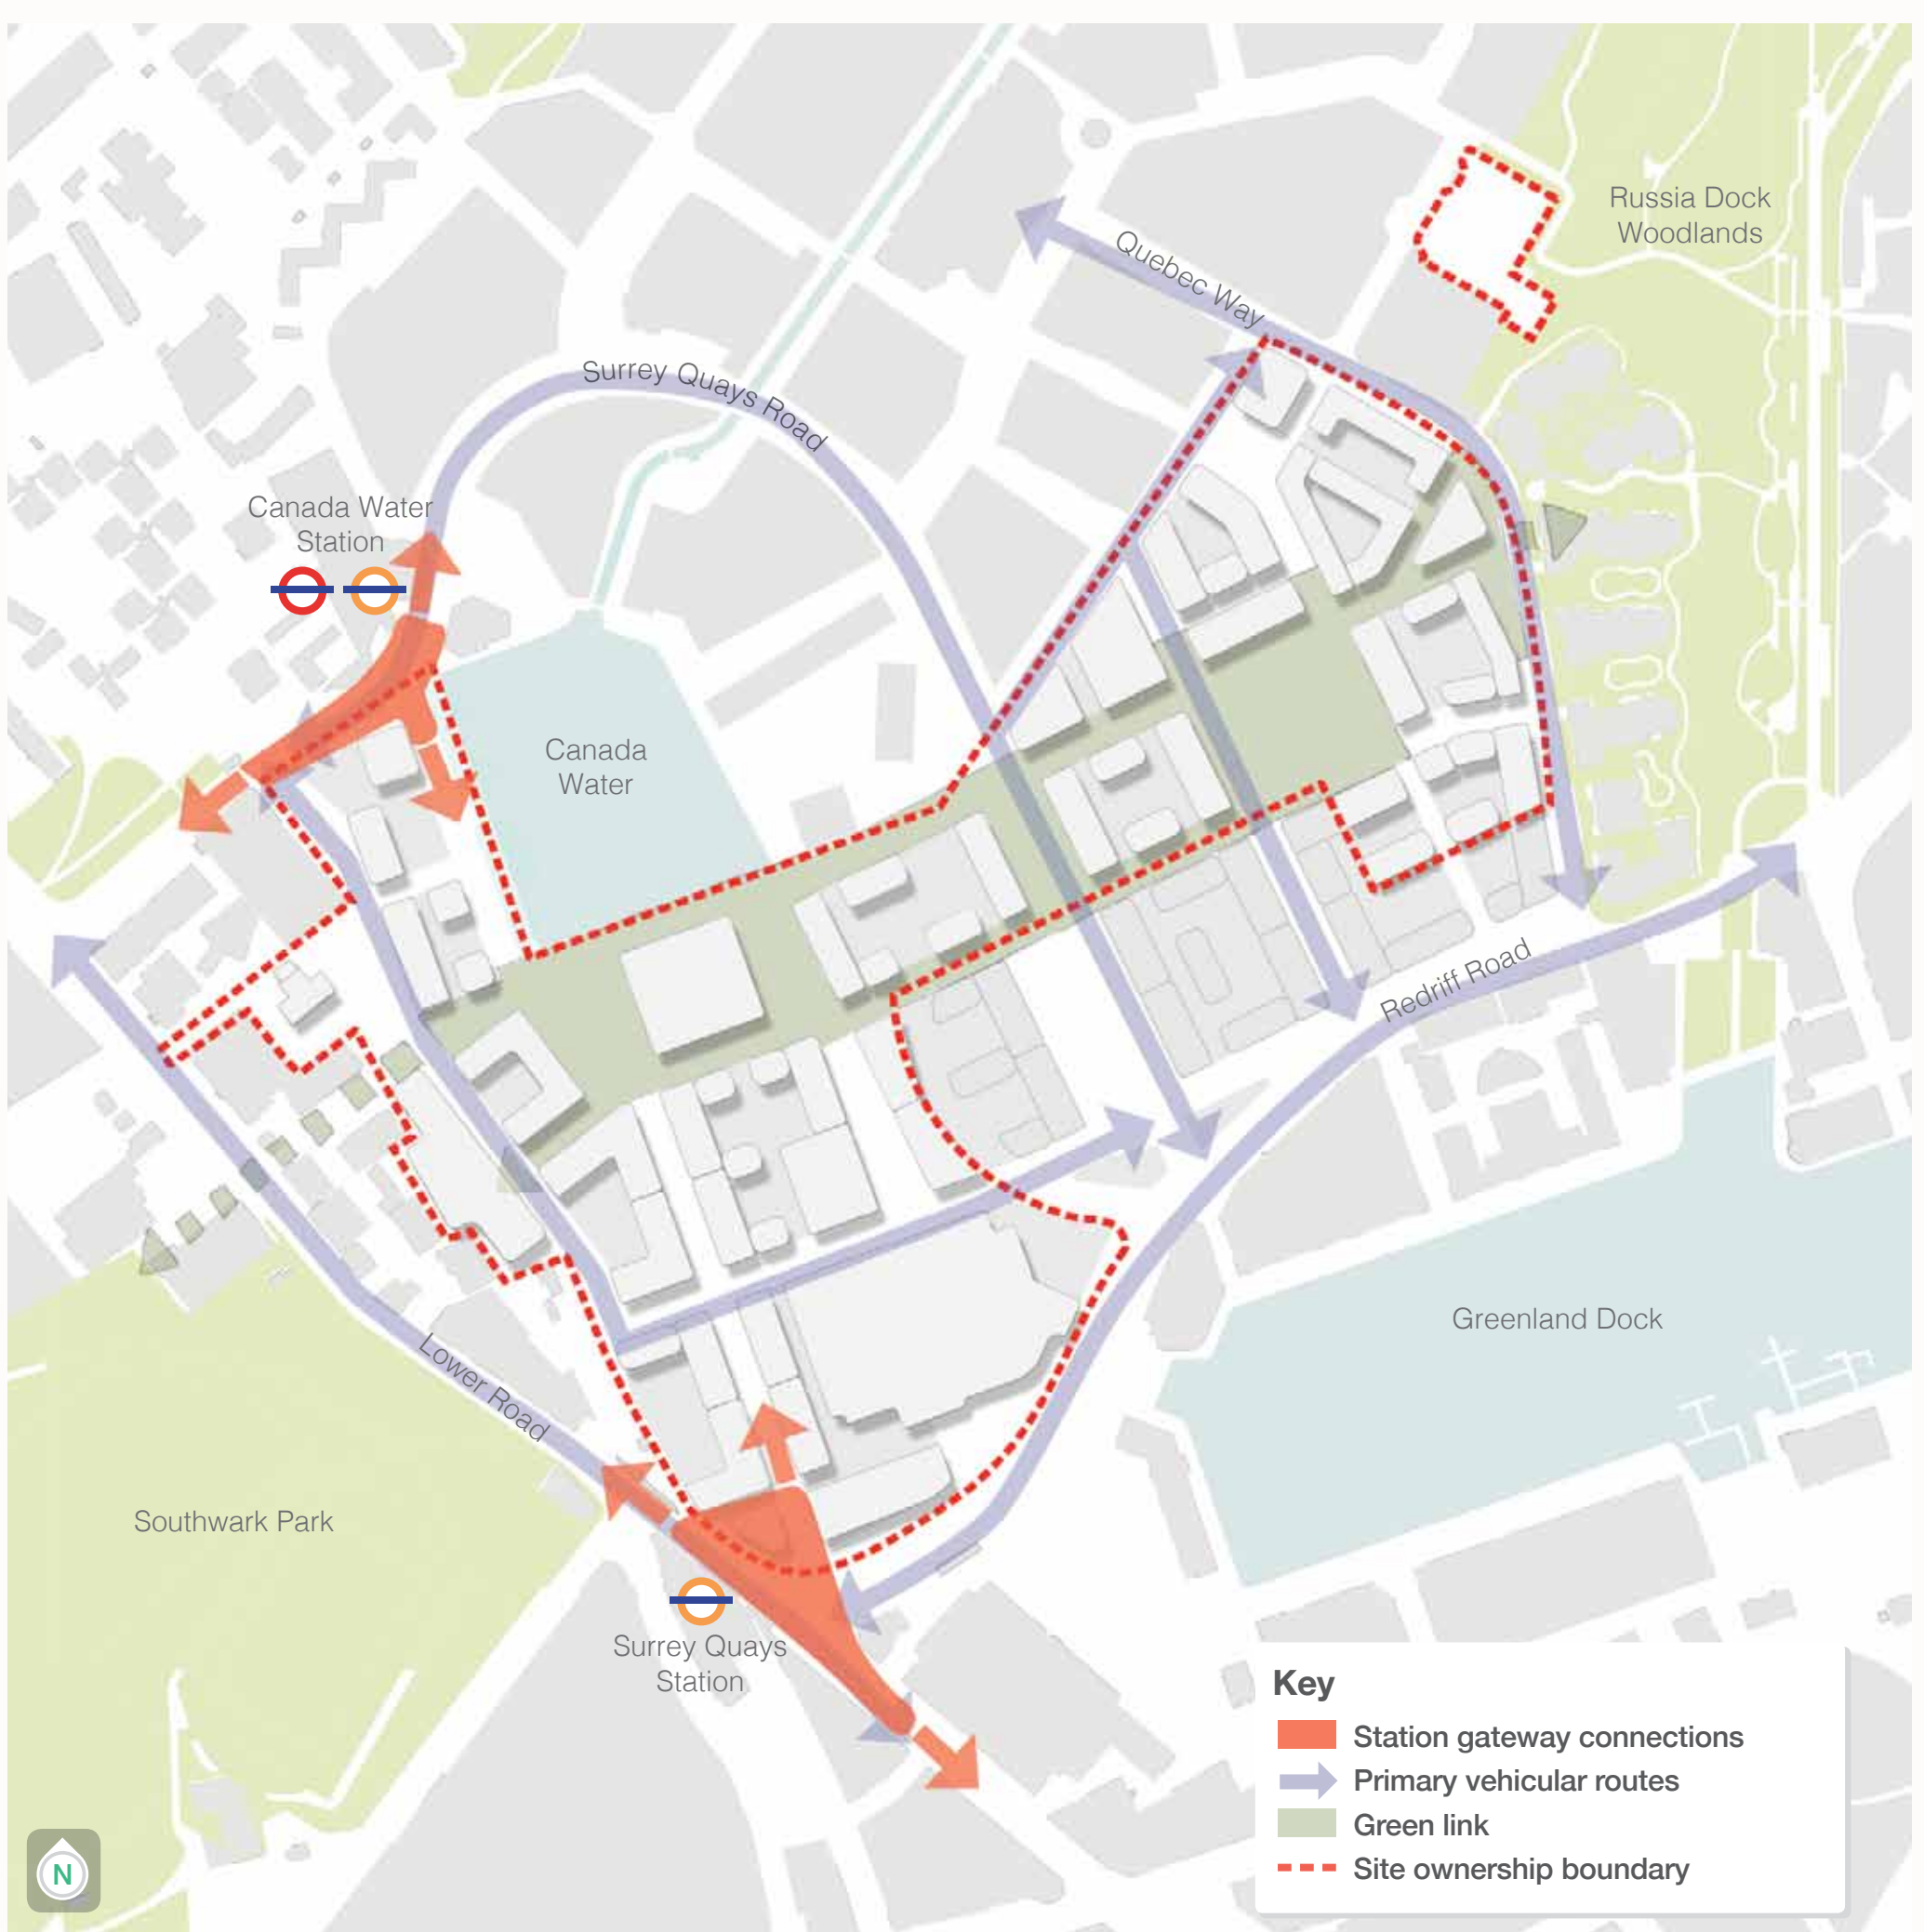 Russia Dock
Woodlands
Quebec Way
Surrey Quays Road
Canada Water
Station
Canada
Water
Redriff Road
Greenland Dock
Lower Road
Southwark Park
Surrey Quays
Station
Key
Station gateway connections
Primary vehicular routes
Green link
Site ownership boundary
N